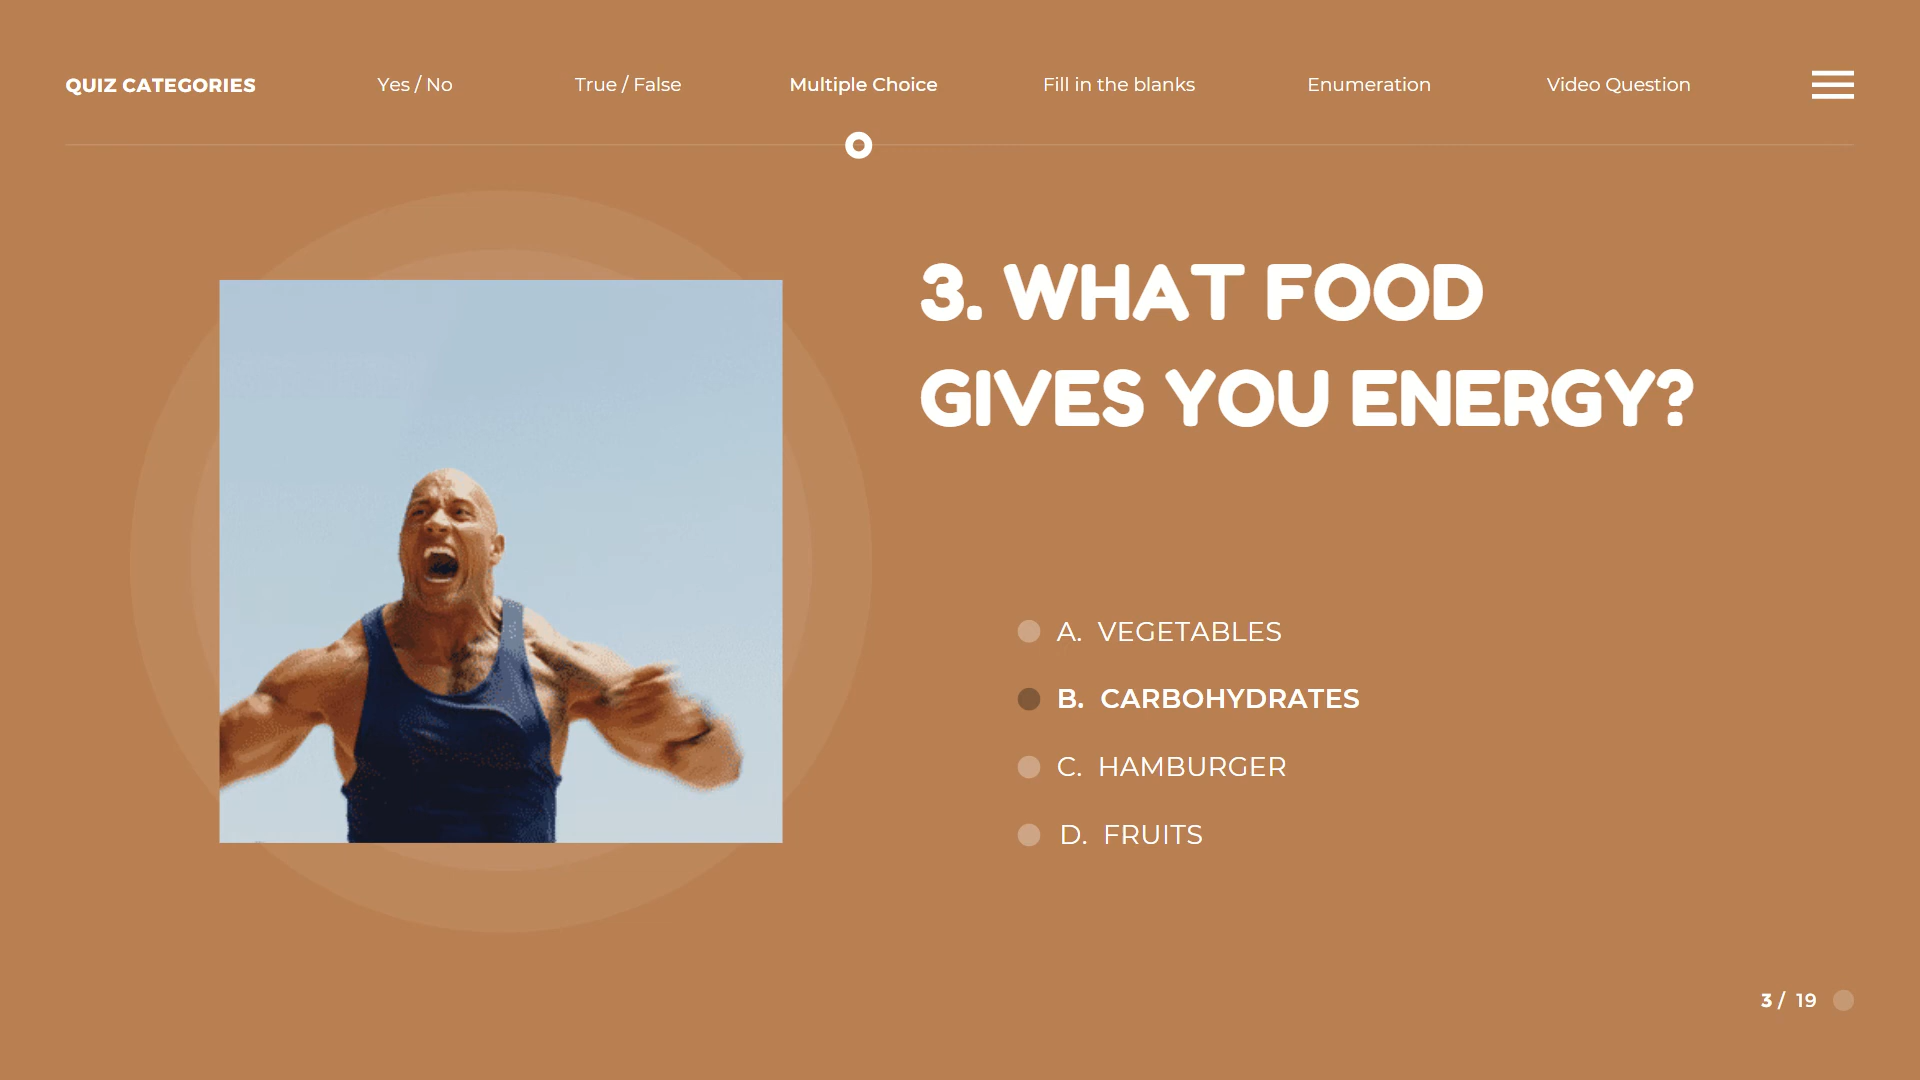 QUIZ CATEGORIES Yes / No True / False Multiple Choice Fill in the blanks Enumeration Video Question
3. WHAT FOOD
GIVES YOU ENERGY?
A. VEGETABLES
B. CARBOHYDRATES
C. HAMBURGER
D. FRUITS
3 / 19